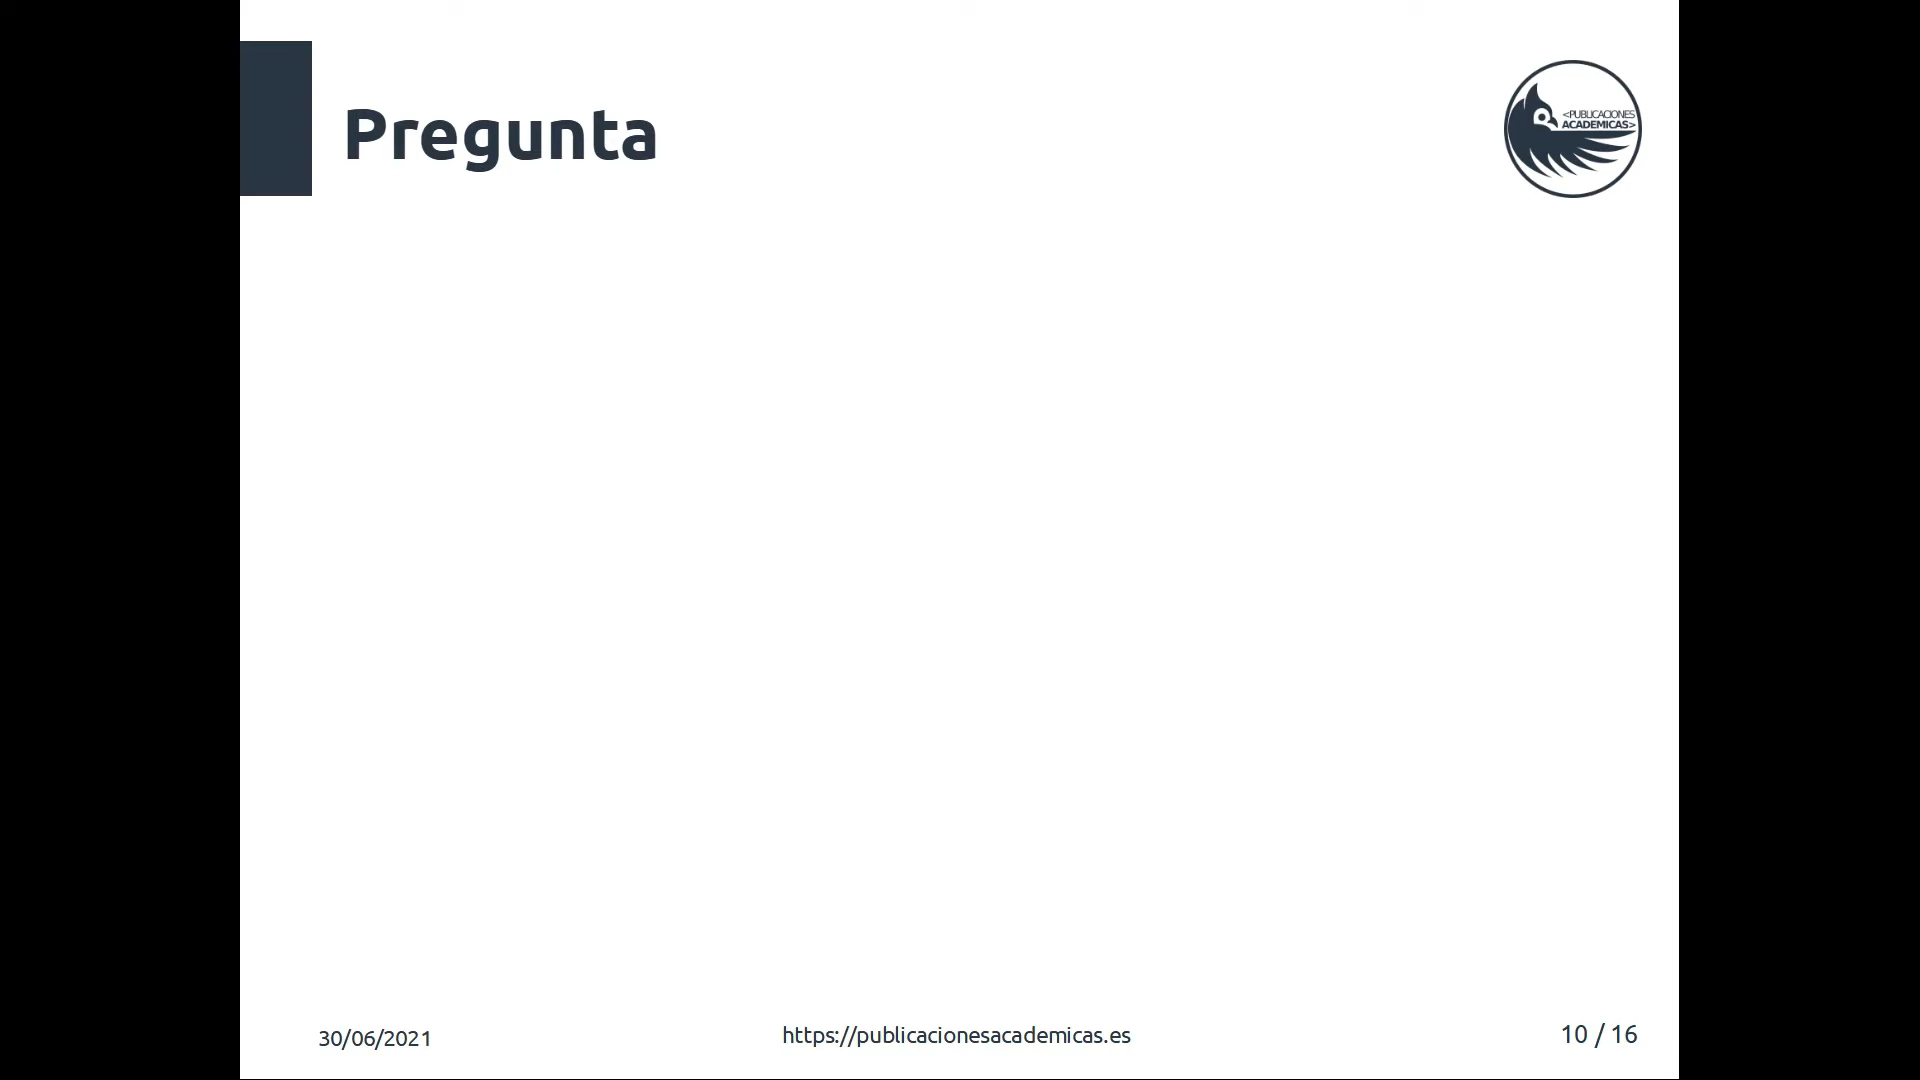 Pregunta
<PUBLICACIONES
ACADEMICAS>
30/06/2021
https://publicacionesacademicas.es
10 / 16